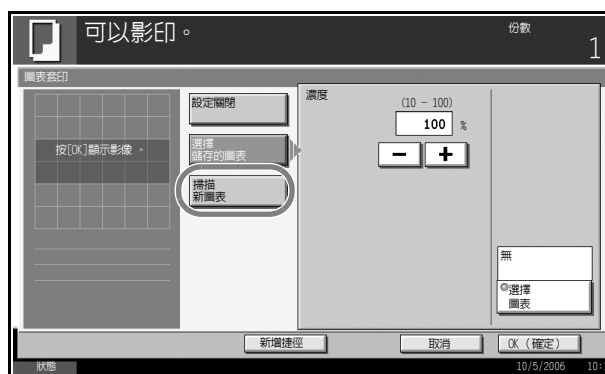 可以影印。
份數
1
圖表套印
按[OK]顯示影像。
設定關閉
選擇
儲存的圖表
掃描
新圖表
濃度
(10 - 100)
100 %
無
選擇
圖表
新增捷徑
取消
OK (確定)
狀態
10/5/2006 10: